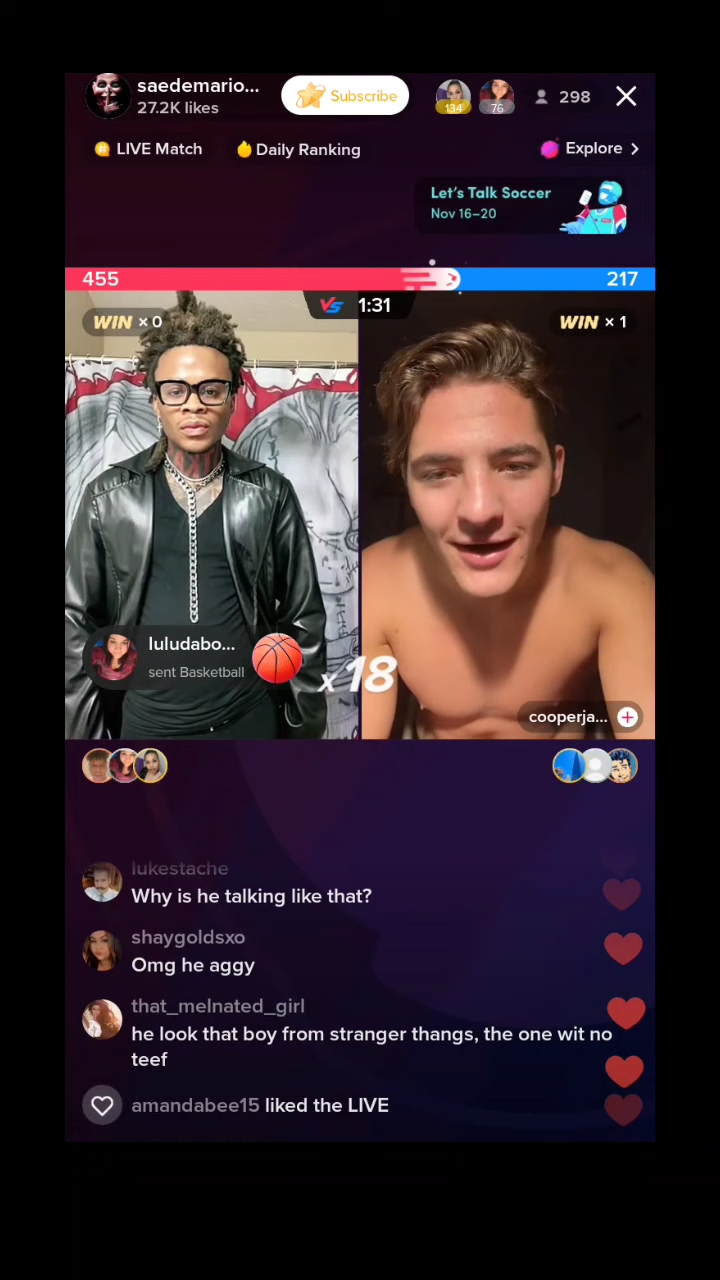 saedemario...
27.2K likes
Subscribe
134
76
298
LIVE Match
Daily Ranking
Explore
Let's Talk Soccer
Nov 16–20
455
217
VS
1:31
WIN × 0
WIN × 1
luludabo...
sent Basketball
x 18
cooperja...
lukestache
Why is he talking like that?
shaygoldsxo
Omg he aggy
that_melnated_girl
he look that boy from stranger thangs, the one wit no
teef
amandabee15 liked the LIVE